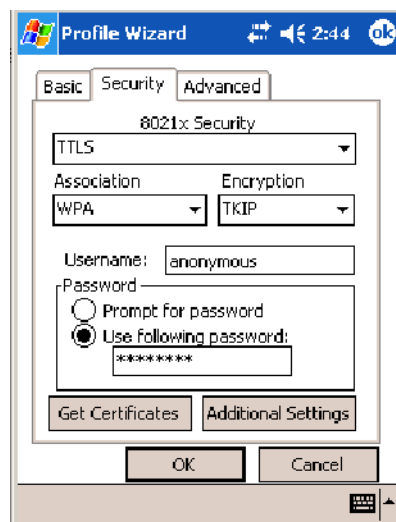 Profile Wizard 2:44 ok
Basic Security Advanced
8021x Security
TTLS
Association Encryption
WPA TKIP
Username: anonymous
Password
Prompt for password
Use following password:
********
Get Certificates Additional Settings
OK Cancel